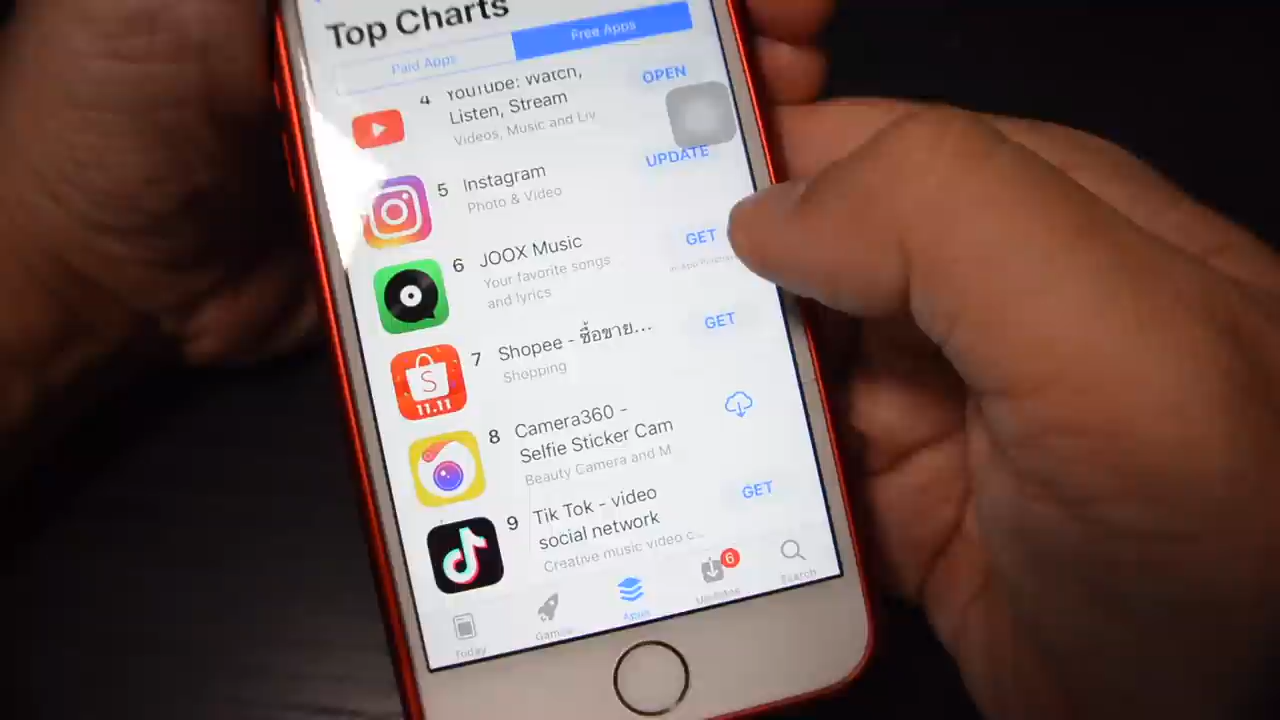 Top Charts
Paid Apps
Free Apps
4
YouTube: Watch,
Listen, Stream
Videos, Music and Liv
OPEN
5
Instagram
Photo & Video
UPDATE
6
JOOX Music
Your favorite songs
and lyrics
GET
In-App Purchas
7
Shopee - ซื้อขาย...
Shopping
GET
S
11.11
8
Camera360 -
Selfie Sticker Cam
Beauty Camera and M
9
Tik Tok - video
social network
Creative music video c...
GET
Today
Games
Apps
Updates
6
Search